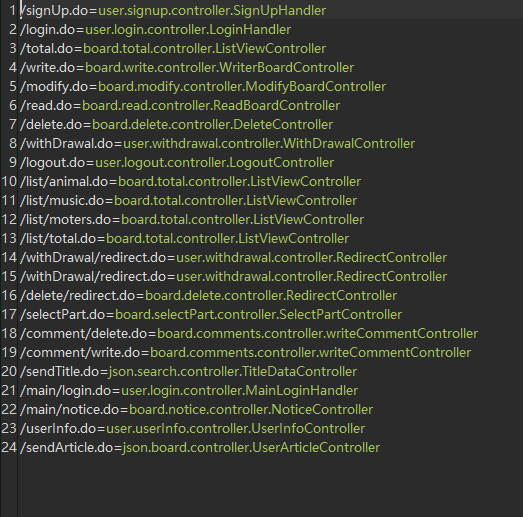 1 /signUp.do=user.signup.controller.SignUpHandler
2 /login.do=user.login.controller.LoginHandler
3 /total.do=board.total.controller.ListViewController
4 /write.do=board.write.controller.WriterBoardController
5 /modify.do=board.modify.controller.ModifyBoardController
6 /read.do=board.read.controller.ReadBoardController
7 /delete.do=board.delete.controller.DeleteController
8 /withDrawal.do=user.withdrawal.controller.WithDrawalController
9 /logout.do=user.logout.controller.LogoutController
10 /list/animal.do=board.total.controller.ListViewController
11 /list/music.do=board.total.controller.ListViewController
12 /list/moters.do=board.total.controller.ListViewController
13 /list/total.do=board.total.controller.ListViewController
14 /withDrawal/redirect.do=user.withdrawal.controller.RedirectController
15 /withDrawal/redirect.do=user.withdrawal.controller.RedirectController
16 /delete/redirect.do=board.delete.controller.RedirectController
17 /selectPart.do=board.selectPart.controller.SelectPartController
18 /comment/delete.do=board.comments.controller.writeCommentController
19 /comment/write.do=board.comments.controller.writeCommentController
20 /sendTitle.do=json.search.controller.TitleDataController
21 /main/login.do=user.login.controller.MainLoginHandler
22 /main/notice.do=board.notice.controller.NoticeController
23 /userInfo.do=user.userInfo.controller.UserInfoController
24 /sendArticle.do=json.board.controller.UserArticleController